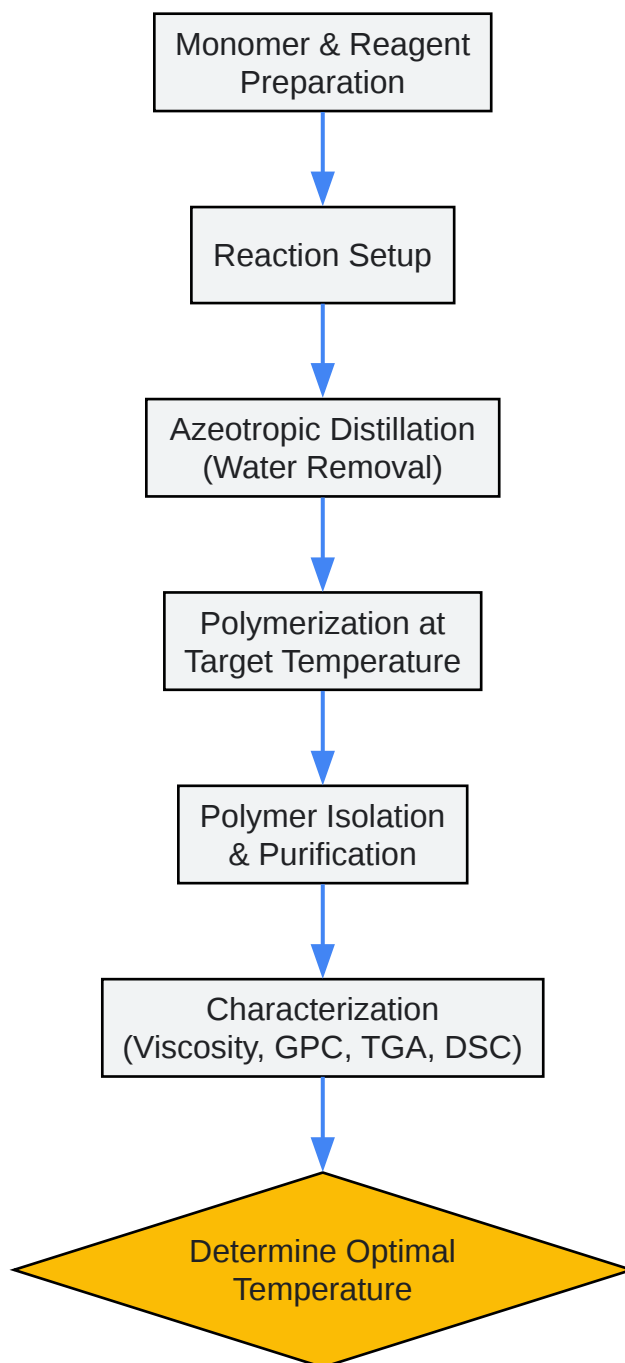 Monomer & Reagent
Preparation
Reaction Setup
Azeotropic Distillation
(Water Removal)
Polymerization at
Target Temperature
Polymer Isolation
& Purification
Characterization
(Viscosity, GPC, TGA, DSC)
Determine Optimal
Temperature